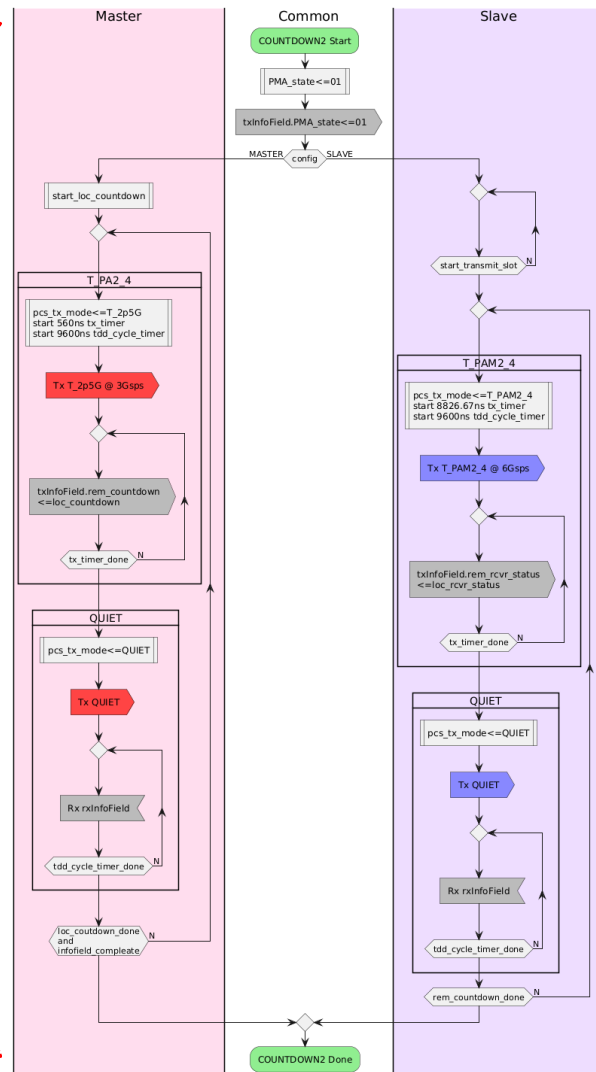 Master
Common
Slave
COUNTDOWN2 Start
PMA_state<=01
txInfoField.PMA_state<=01
MASTER
config
SLAVE
start_loc_countdown
T_PA2_4
pcs_tx_mode<=T_2p5G
start 560ns tx_timer
start 9600ns tdd_cycle_timer
Tx T_2p5G @ 3Gsps
txInfoField.rem_countdown
<=loc_countdown
tx_timer_done
N
QUIET
pcs_tx_mode<=QUIET
Tx QUIET
Rx rxInfoField
tdd_cycle_timer_done
N
loc_coutdown_done
and
infofield_compleate
N
start_transmit_slot
N
T_PAM2_4
pcs_tx_mode<=T_PAM2_4
start 8826.67ns tx_timer
start 9600ns tdd_cycle_timer
Tx T_PAM2_4 @ 6Gsps
txInfoField.rem_rcvr_status
<=loc_rcvr_status
tx_timer_done
N
QUIET
pcs_tx_mode<=QUIET
Tx QUIET
Rx rxInfoField
tdd_cycle_timer_done
N
rem_countdown_done
N
COUNTDOWN2 Done